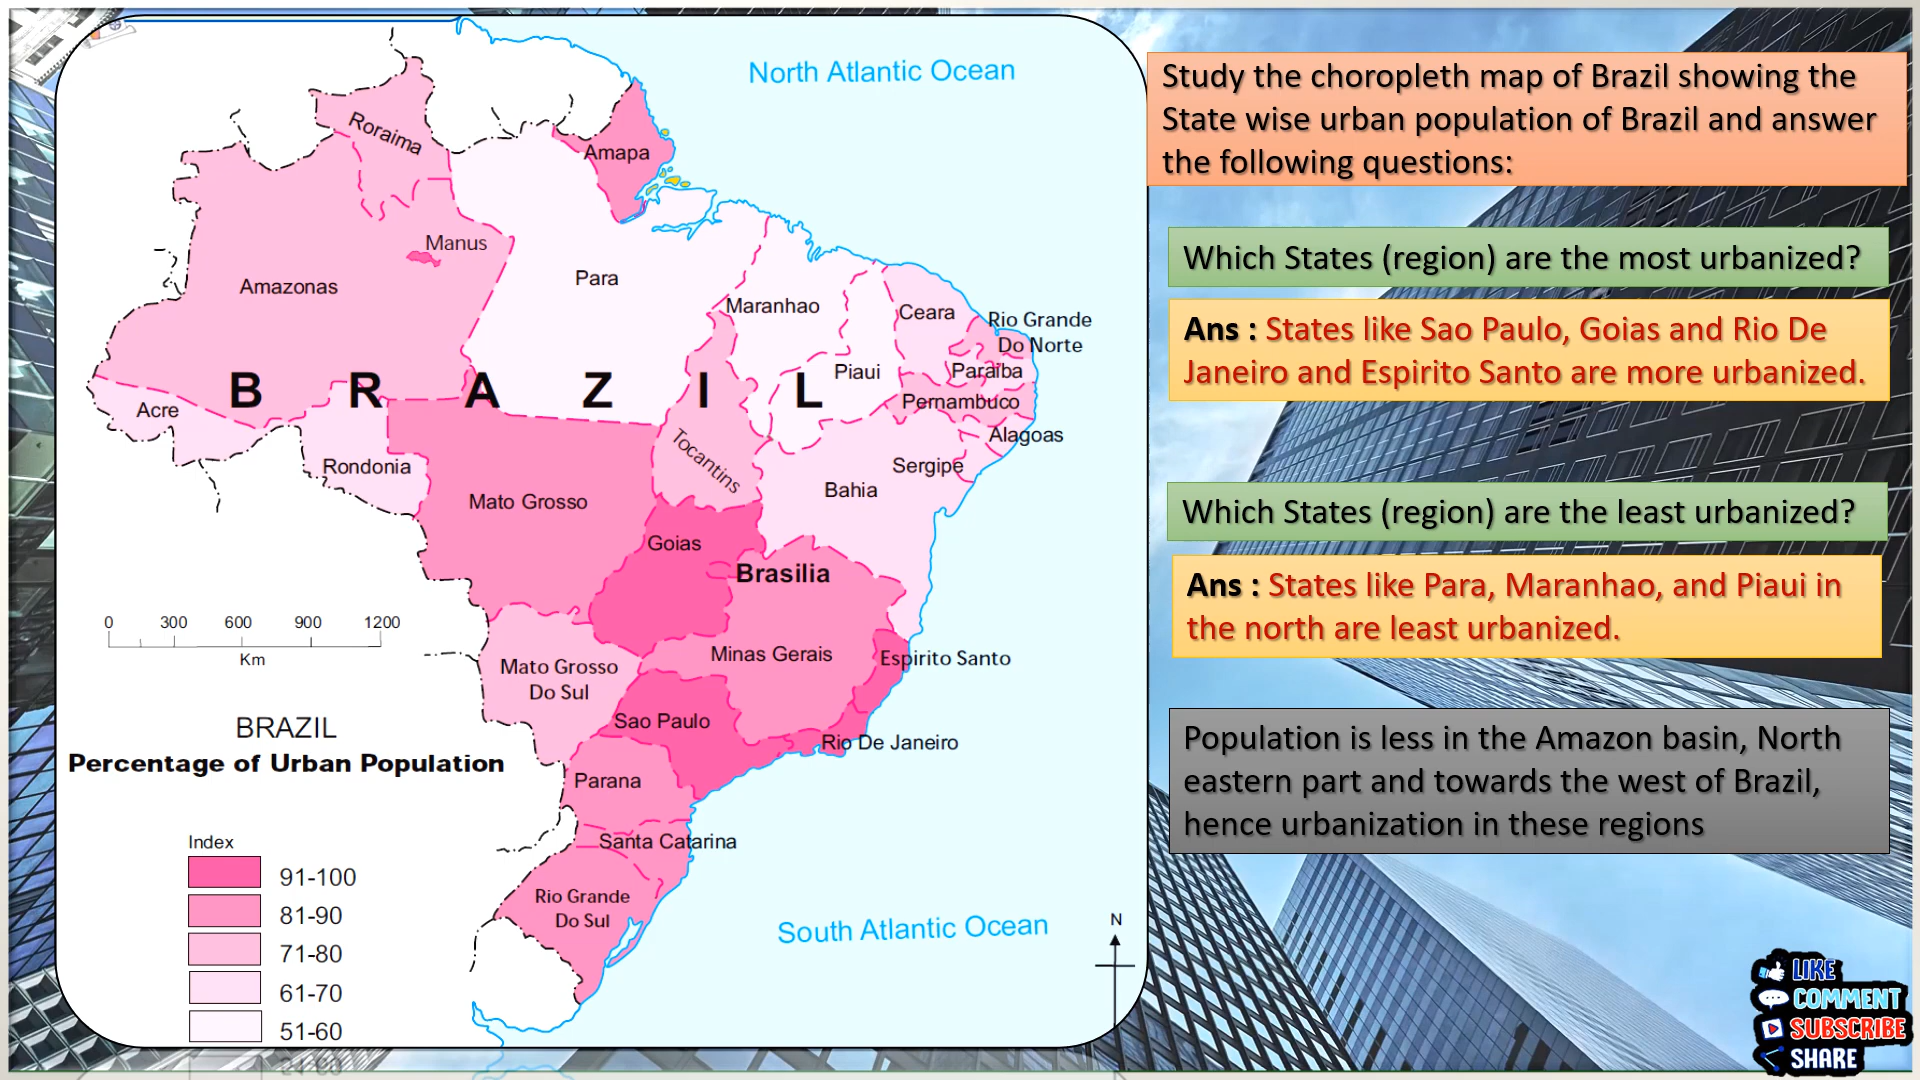 North Atlantic Ocean
Roraima
Amapa
Manus
Amazonas
Para
Maranhao
Ceara
Rio Grande
Do Norte
Piaui
Paraiba
B R A Z I L
Pernambuco
Acre
Alagoas
Tocantins
Rondonia
Sergipe
Bahia
Mato Grosso
Goias
Brasilia
0 300 600 900 1200
Km
Minas Gerais
Espirito Santo
Mato Grosso
Do Sul
Sao Paulo
Rio De Janeiro
Parana
Santa Catarina
Rio Grande
Do Sul
South Atlantic Ocean
N
BRAZIL
Percentage of Urban Population
Index
91-100
81-90
71-80
61-70
51-60
Study the choropleth map of Brazil showing the
State wise urban population of Brazil and answer
the following questions:
Which States (region) are the most urbanized?
Ans : States like Sao Paulo, Goias and Rio De
Janeiro and Espirito Santo are more urbanized.
Which States (region) are the least urbanized?
Ans : States like Para, Maranhao, and Piaui in
the north are least urbanized.
Population is less in the Amazon basin, North
eastern part and towards the west of Brazil,
hence urbanization in these regions
LIKE
COMMENT
SUBSCRIBE
SHARE